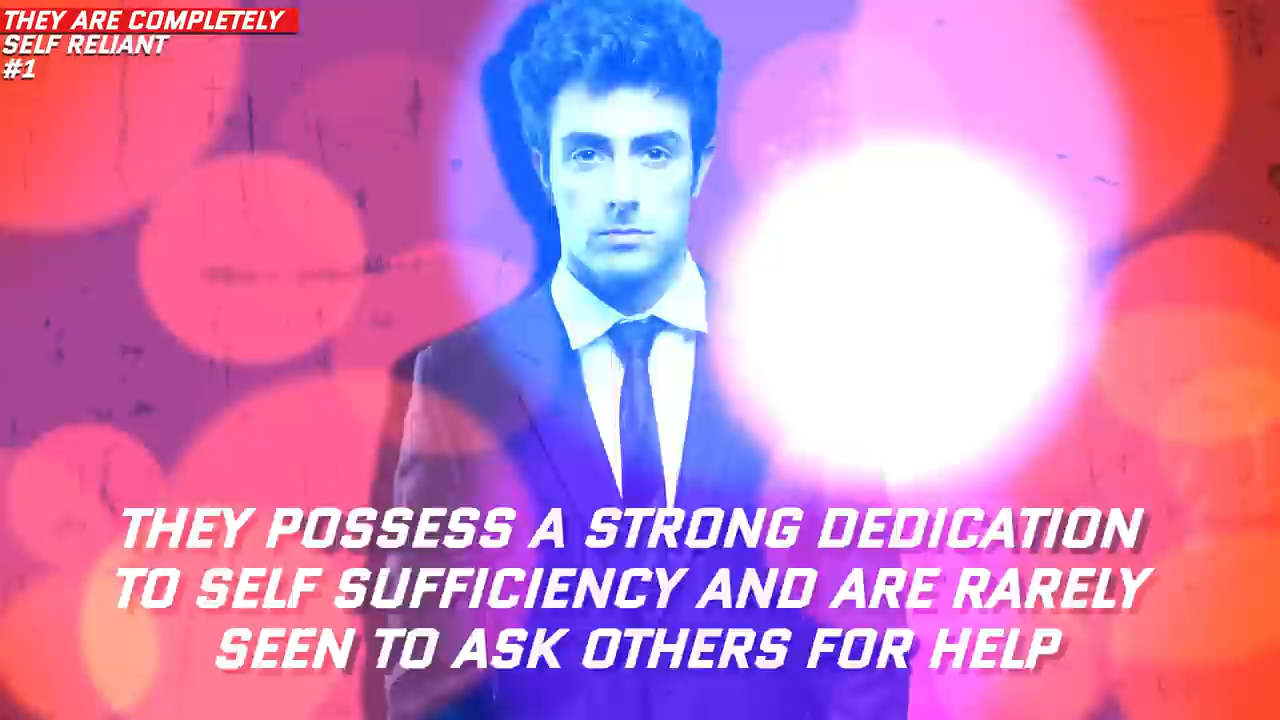 THEY ARE COMPLETELY
SELF RELIANT
#1
THEY POSSESS A STRONG DEDICATION
TO SELF SUFFICIENCY AND ARE RARELY
SEEN TO ASK OTHERS FOR HELP